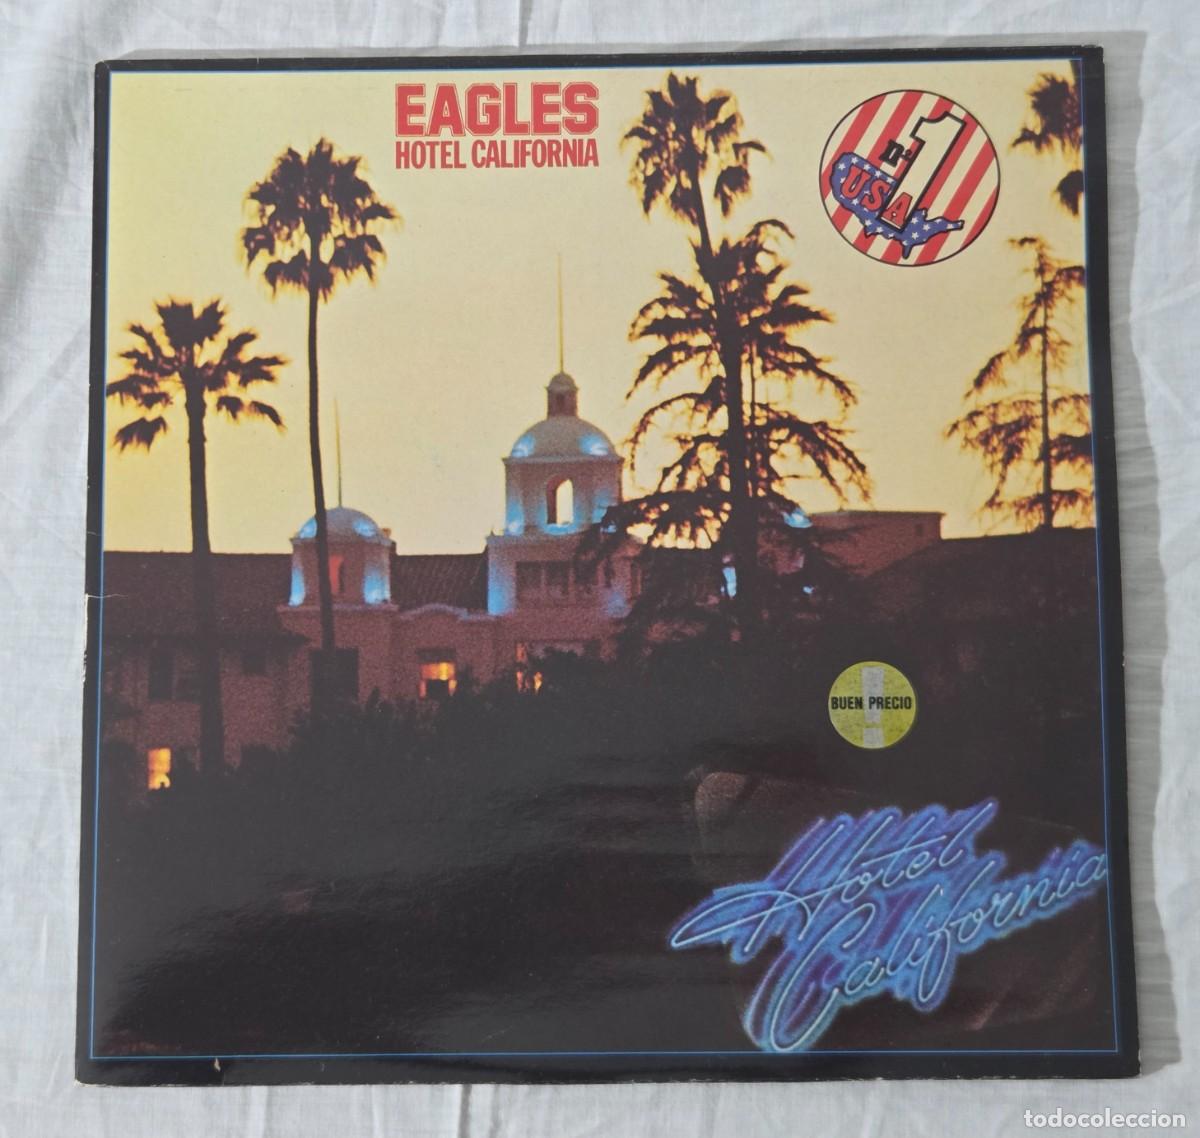 EAGLES
HOTEL CALIFORNIA
nº1
USA
BUEN PRECIO
Hotel
California
todocoleccion